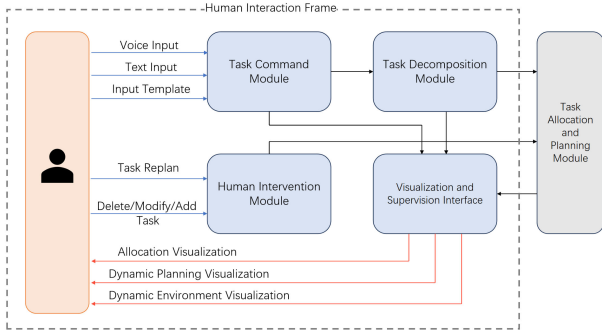 Human Interaction Frame
Voice Input
Text Input
Input Template
Task Command
Module
Task Decomposition
Module
Task
Allocation
and
Planning
Module
Task Replan
Delete/Modify/Add
Task
Human Intervention
Module
Visualization and
Supervision Interface
Allocation Visualization
Dynamic Planning Visualization
Dynamic Environment Visualization